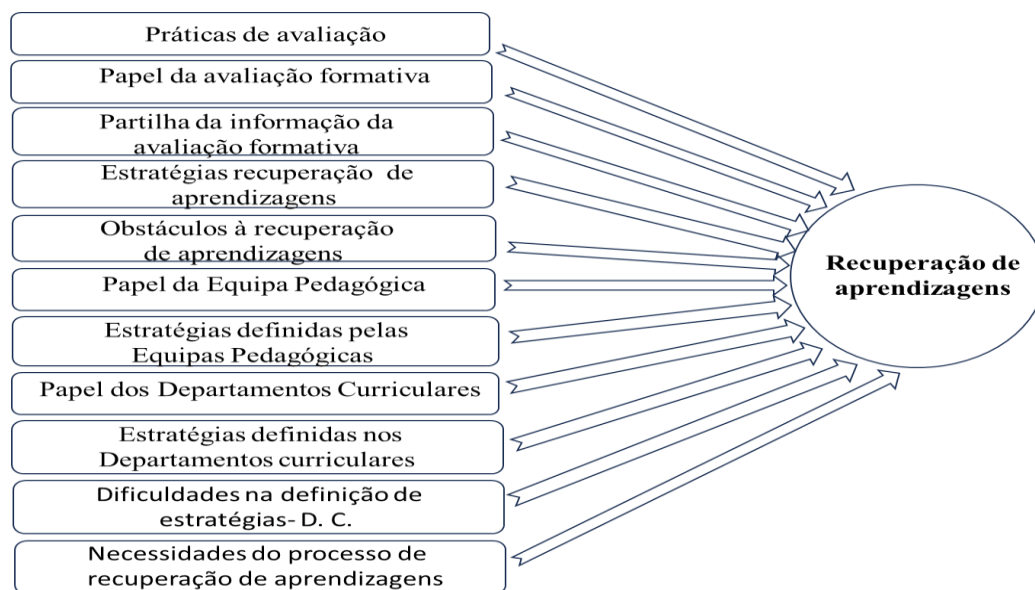 Práticas de avaliação
Papel da avaliação formativa
Partilha da informação da
avaliação formativa
Estratégias recuperação de
aprendizagens
Obstáculos à recuperação
de aprendizagens
Papel da Equipa Pedagógica
Estratégias definidas pelas
Equipas Pedagógicas
Papel dos Departamentos Curriculares
Estratégias definidas nos
Departamentos curriculares
Dificuldades na definição de
estratégias- D. C.
Necessidades do processo de
recuperação de aprendizagens
Recuperação de
aprendizagens